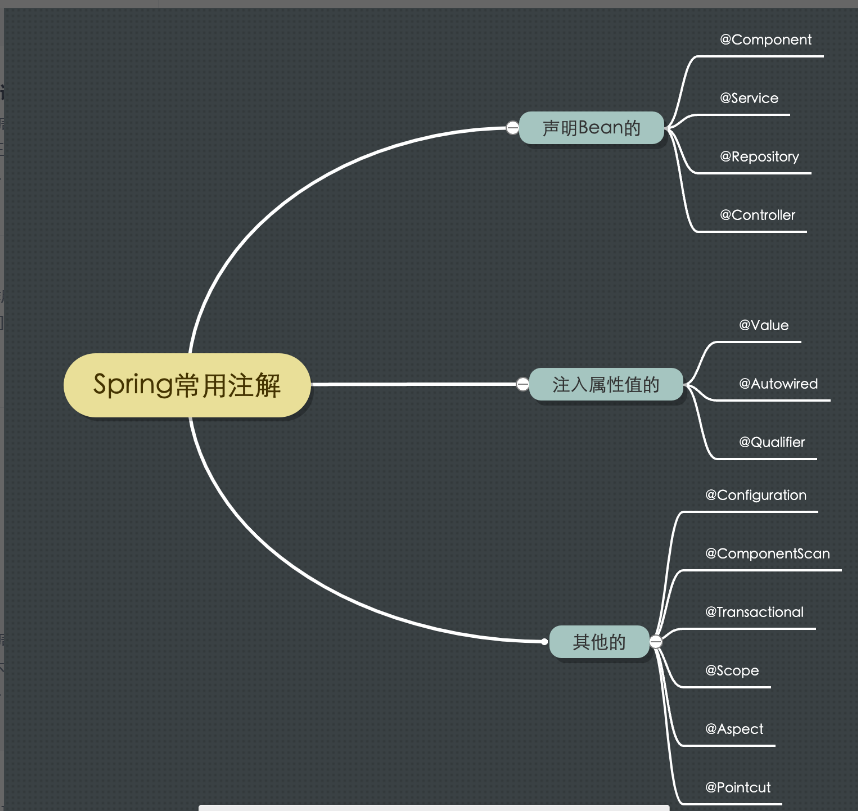 Spring常用注解
声明Bean的
@Component
@Service
@Repository
@Controller
注入属性值的
@Value
@Autowired
@Qualifier
其他的
@Configuration
@ComponentScan
@Transactional
@Scope
@Aspect
@Pointcut